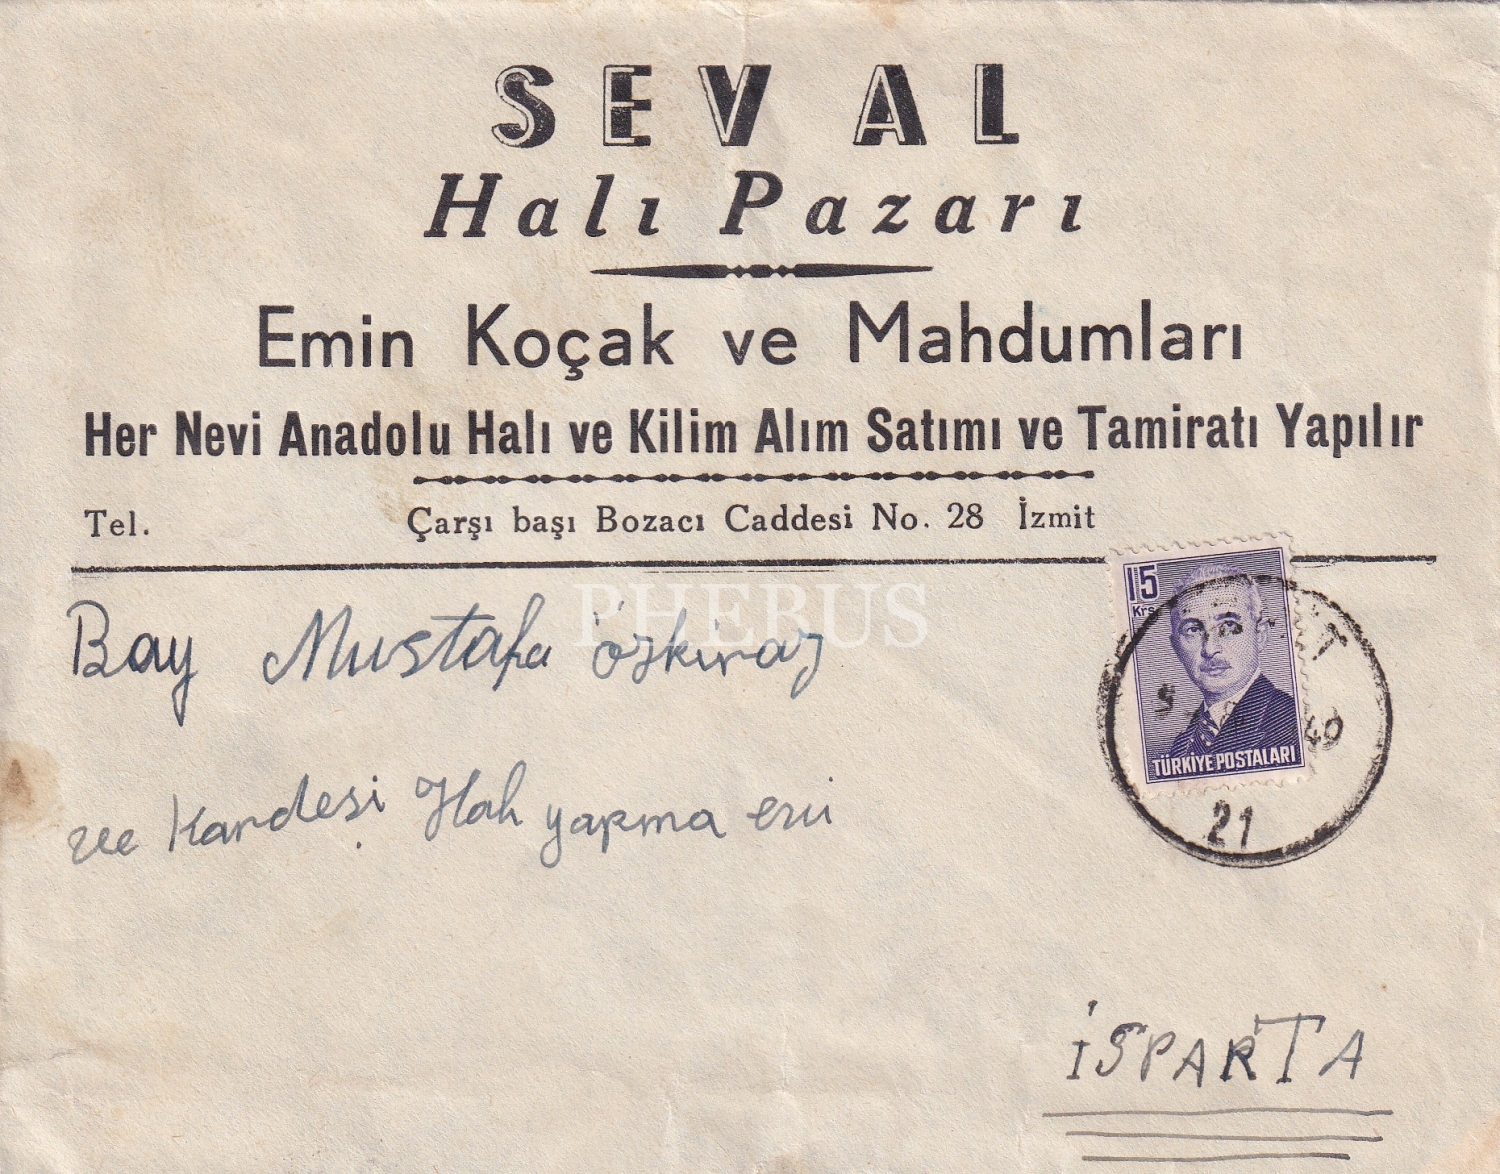 SEVAL
Halı Pazarı
Emin Koçak ve Mahdumları
Her Nevi Anadolu Halı ve Kilim Alım Satımı ve Tamiratı Yapılır
Tel. Çarşı başı Bozacı Caddesi No. 28 İzmit
15
Krs
TÜRKİYE POSTALARI
21
PHEBUS
Bay Mustafa özkiraz
ve Kardeşi Halı yapma evi
İSPARTA